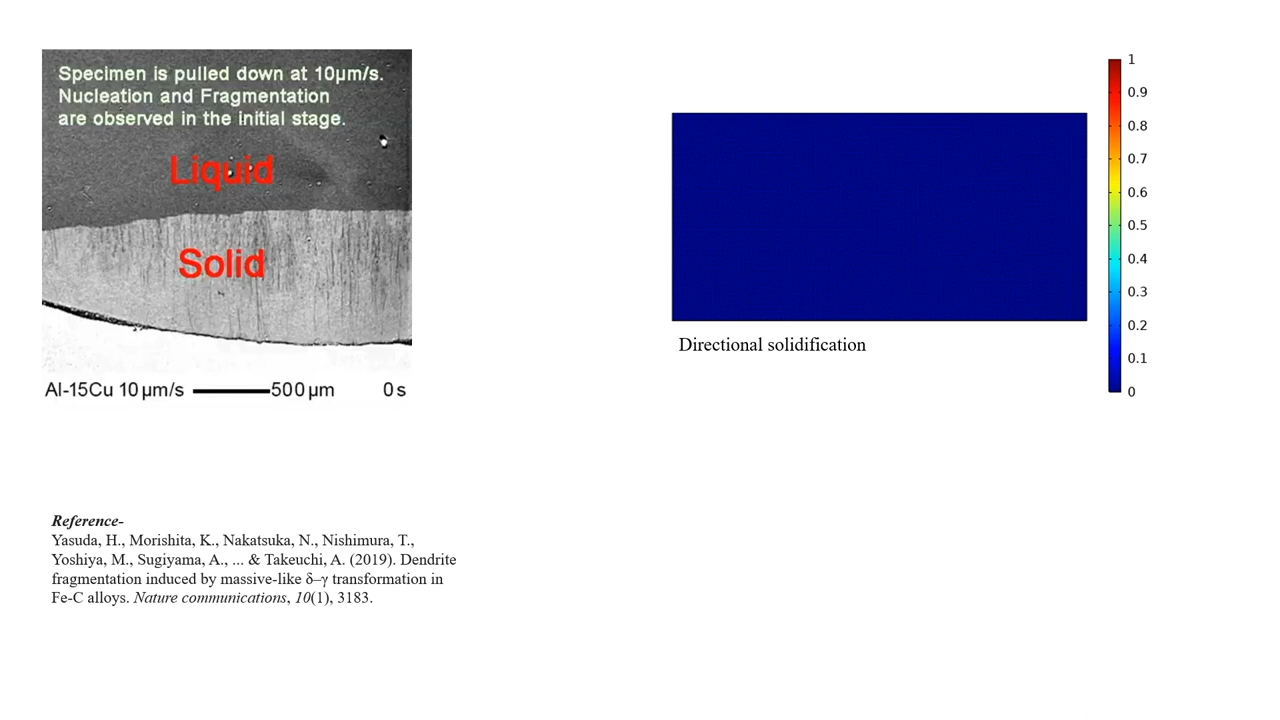 Specimen is pulled down at 10µm/s.
Nucleation and Fragmentation
are observed in the initial stage.
Liquid
Solid
Al-15Cu 10 µm/s 500 µm 0 s
1
0.9
0.8
0.7
0.6
0.5
0.4
0.3
0.2
0.1
0
Directional solidification
Reference-
Yasuda, H., Morishita, K., Nakatsuka, N., Nishimura, T.,
Yoshiya, M., Sugiyama, A., ... & Takeuchi, A. (2019). Dendrite
fragmentation induced by massive-like δ–γ transformation in
Fe-C alloys. Nature communications, 10(1), 3183.